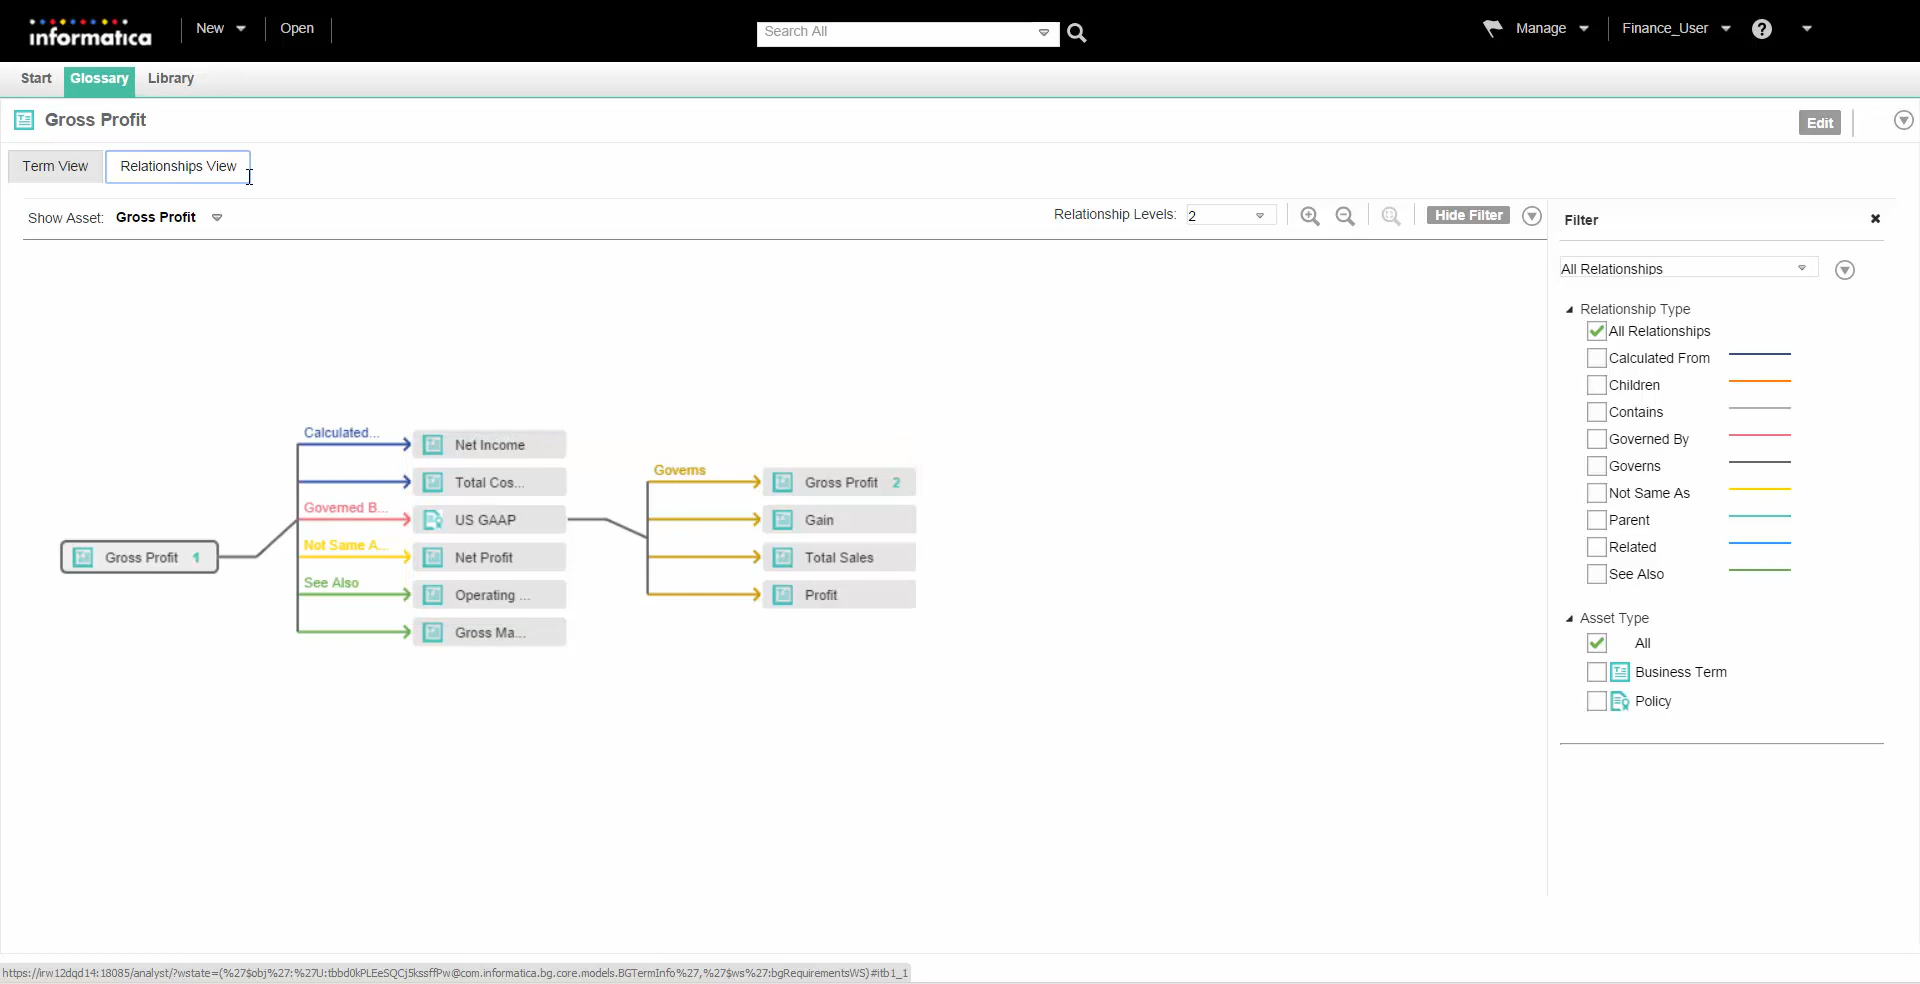 informatica
New
Open
Search All
Manage
Finance_User
?
Start
Glossary
Library
Gross Profit
Edit
Term View
Relationships View
Show Asset: Gross Profit
Relationship Levels: 2
Hide Filter
Filter
All Relationships
Relationship Type
All Relationships
Calculated From
Children
Contains
Governed By
Governs
Not Same As
Parent
Related
See Also
Asset Type
All
Business Term
Policy
Gross Profit 1
Calculated...
Net Income
Total Cos...
Governed B...
US GAAP
Not Same A...
Net Profit
See Also
Operating ...
Gross Ma...
Governs
Gross Profit 2
Gain
Total Sales
Profit
https://irw12dqd14:18085/analyst/?wstate=(%27$obj%27:%27U:tbbd0kPLEeSQCj5kssffPw@com.informatica.bg.core.models.BGTermInfo%27,%27$ws%27:bgRequirementsWS)#itb1_1